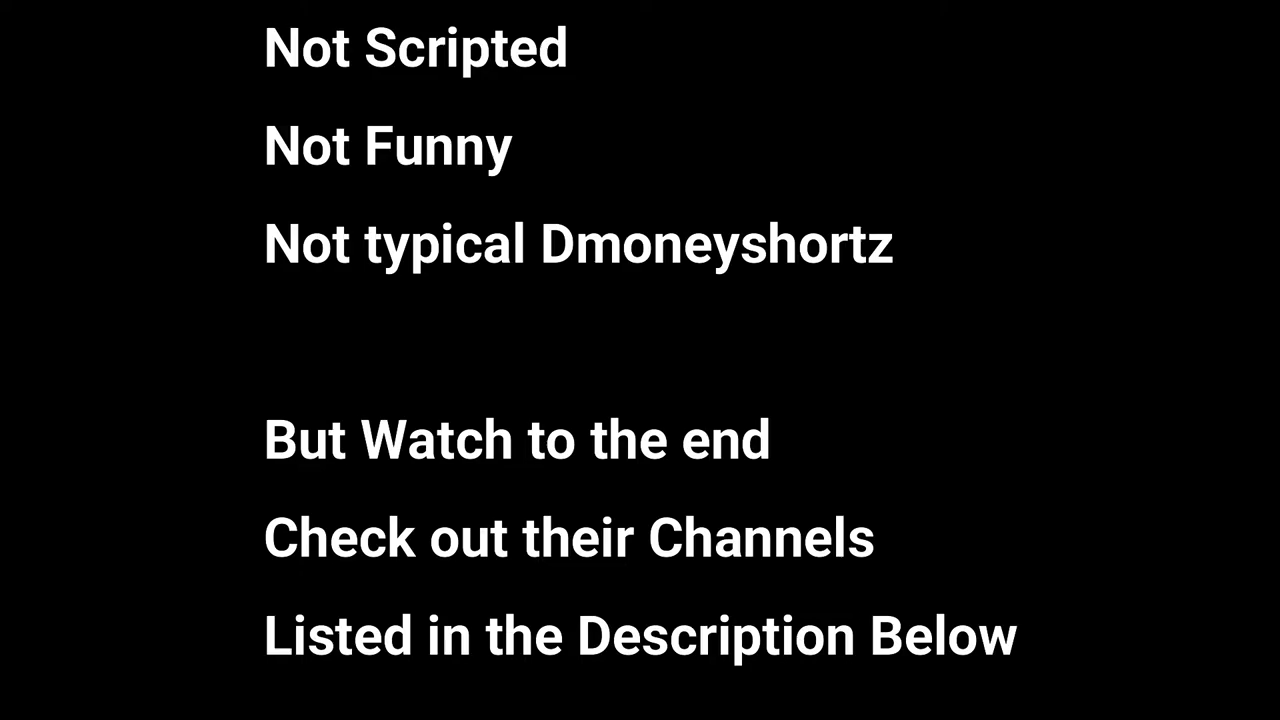 Not Scripted
Not Funny
Not typical Dmoneyshortz
But Watch to the end
Check out their Channels
Listed in the Description Below